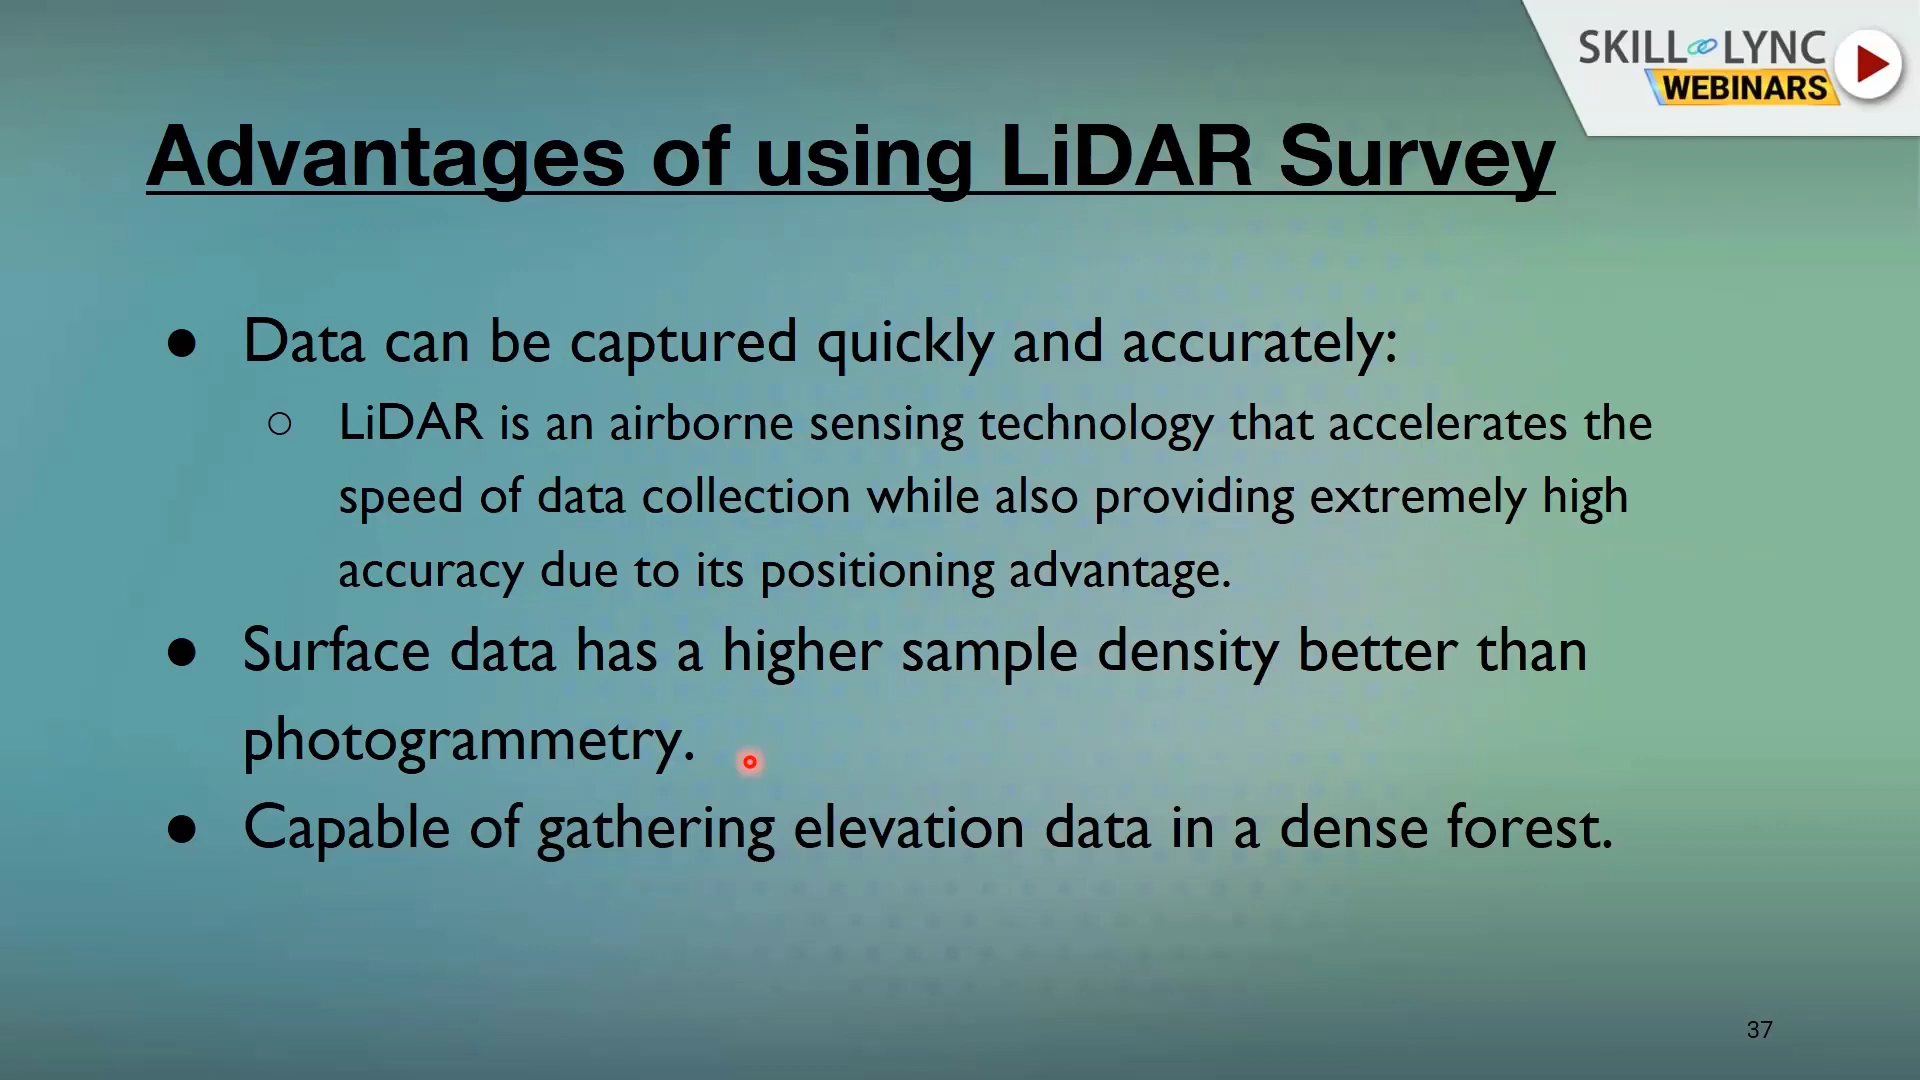 SKILL LYNC
WEBINARS
Advantages of using LiDAR Survey
● Data can be captured quickly and accurately:
○ LiDAR is an airborne sensing technology that accelerates the
speed of data collection while also providing extremely high
accuracy due to its positioning advantage.
● Surface data has a higher sample density better than
photogrammetry.
● Capable of gathering elevation data in a dense forest.
37